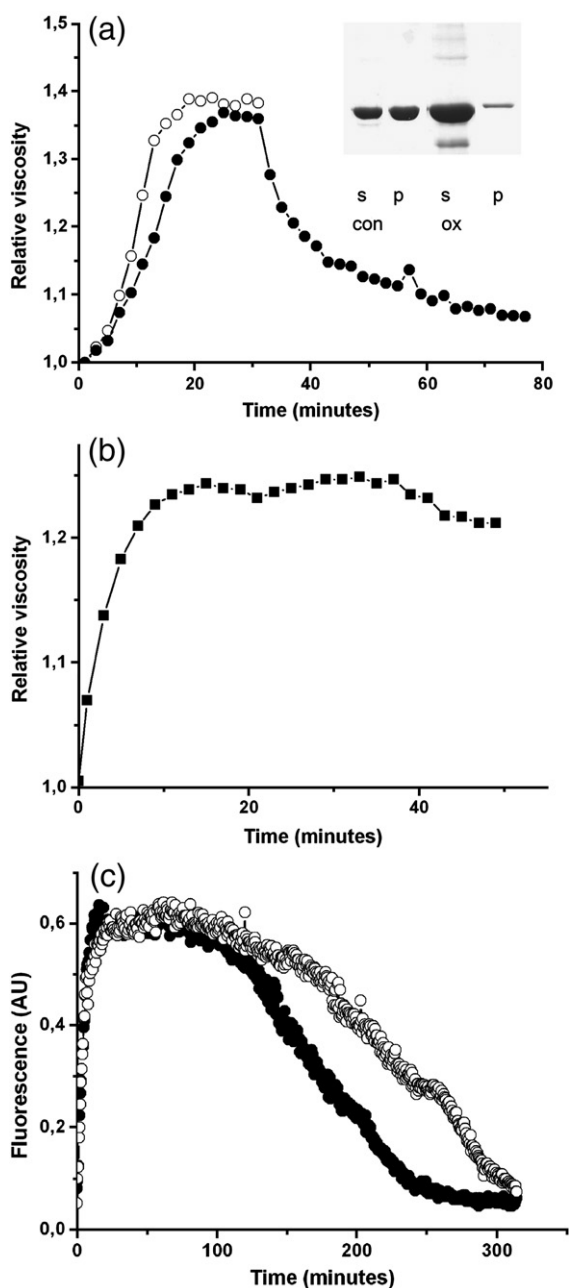 (a)
1,5
1,4
1,3
1,2
1,1
1,0
Relative viscosity
s p s p
con ox
0 20 40 60 80
Time (minutes)
(b)
1,2
1,1
1,0
Relative viscosity
0 20 40
Time (minutes)
(c)
0,6
0,4
0,2
0,0
Fluorescence (AU)
0 100 200 300
Time (minutes)